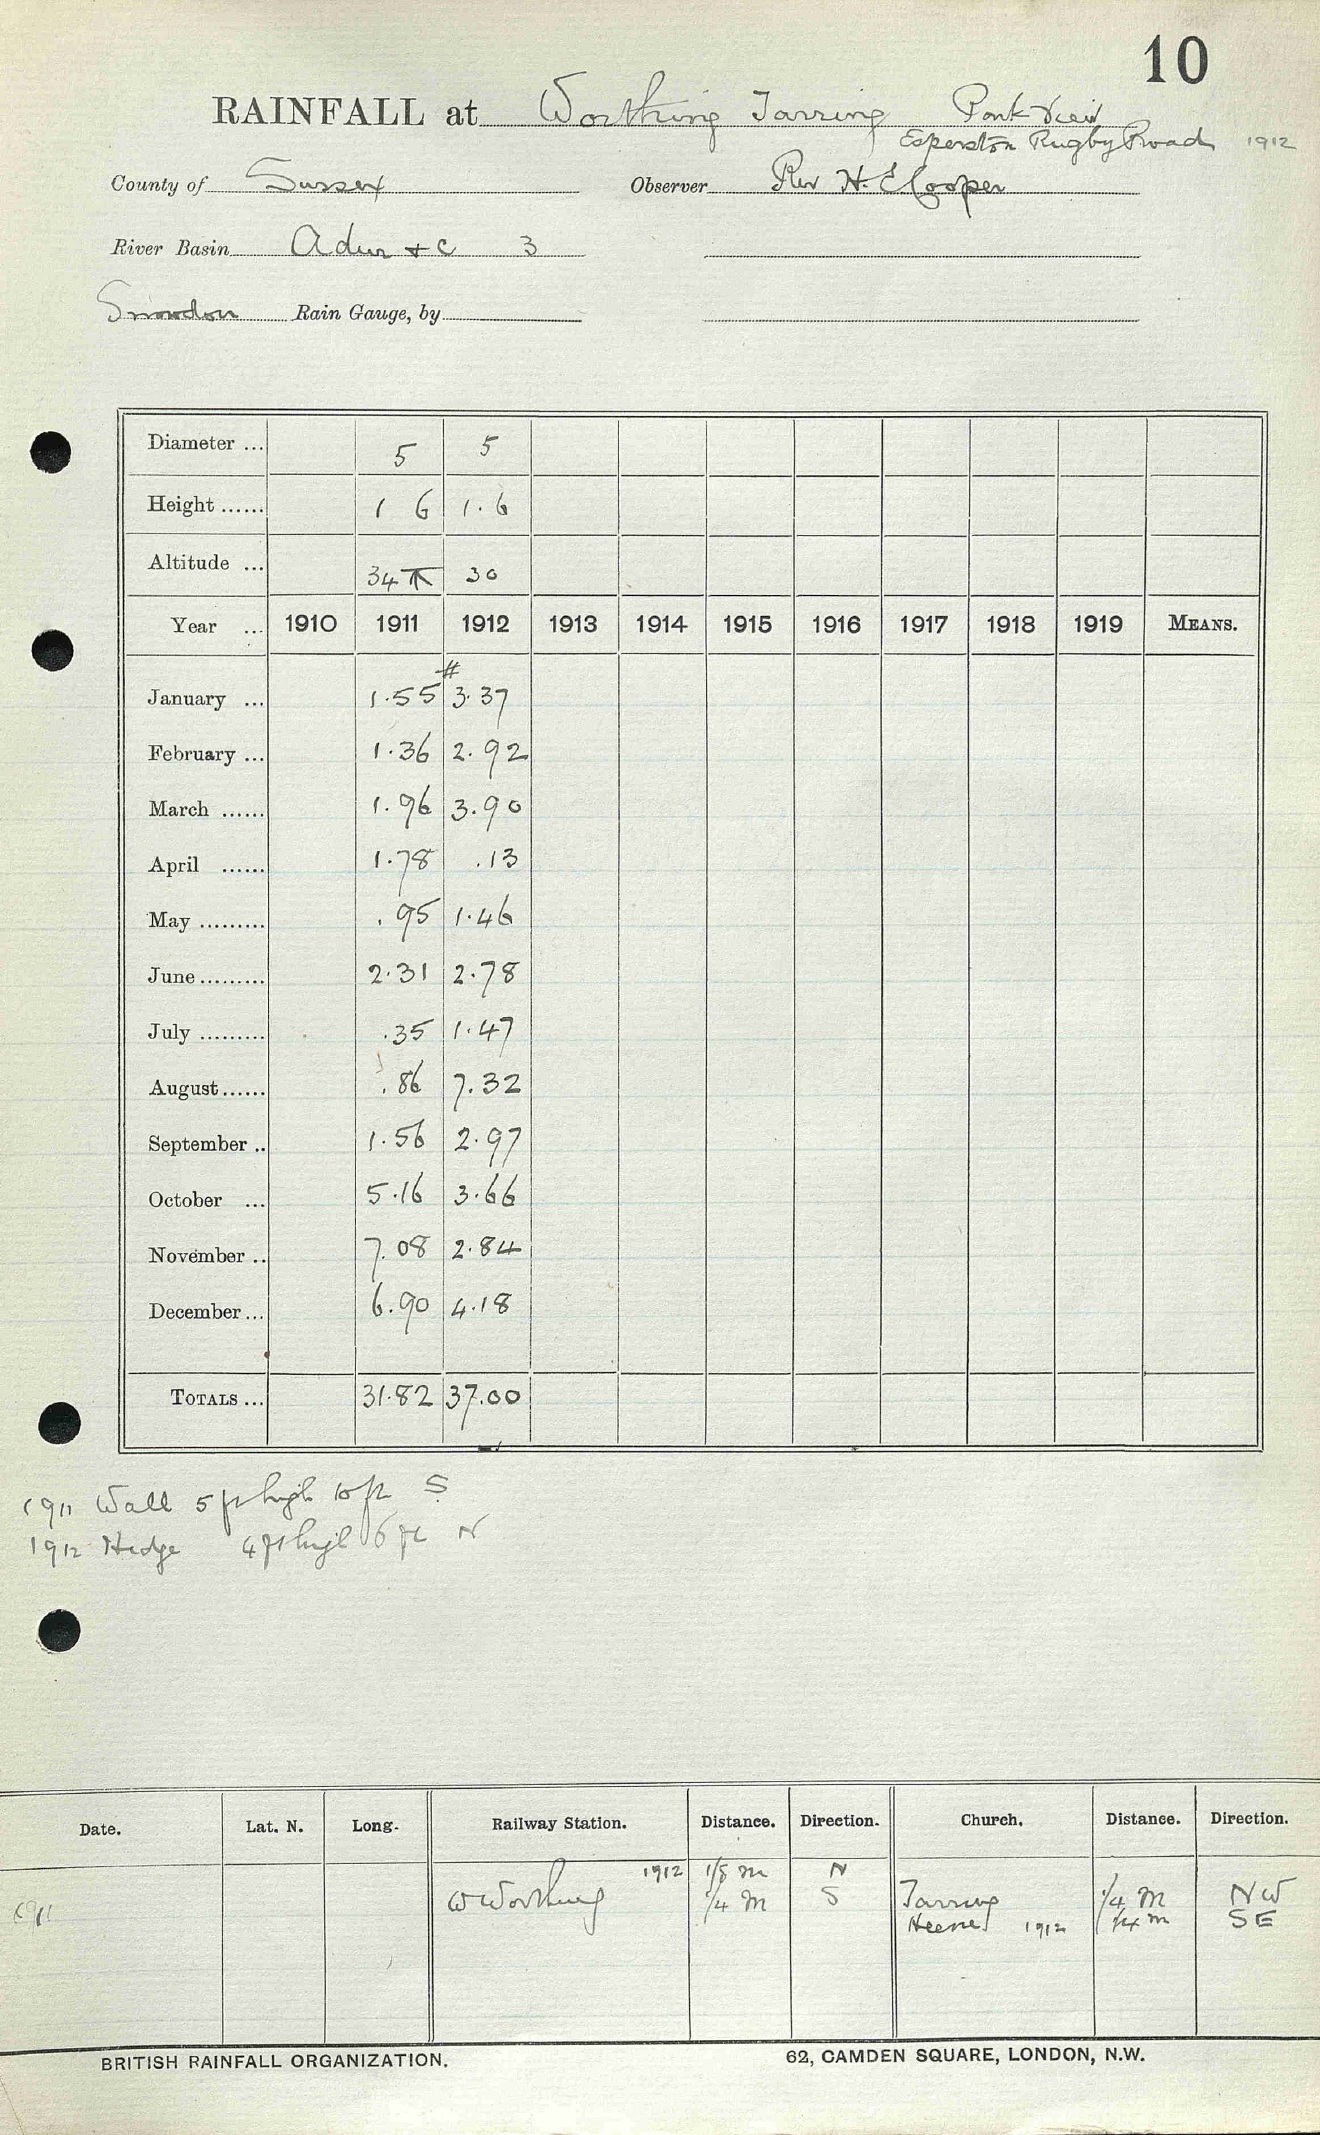 10
RAINFALL at Worthing Tarring Park View
Rugby Road 1912
County of Sussex Observer Rev H. E Cooper
River Basin Adur & c 3
Snowdon Rain Gauge, by
Diameter ... 5 5
Height ...... 1 6 1.6
Altitude ... 34 30
Year ... 1910 1911 1912 1913 1914 1915 1916 1917 1918 1919 MEANS.
#
January ... 1.55 3.37
February ... 1.36 2.92
March ...... 1.96 3.90
April ...... 1.78 .13
May ......... .95 1.46
June ......... 2.31 2.78
July ......... .35 1.47
August ...... .86 7.32
September .. 1.56 2.97
October ... 5.16 3.66
November .. 7.08 2.84
December ... 6.90 4.18
TOTALS ... 31.82 37.00
1911 Wall 5 ft high 10 ft S
1912 Hedge 4 ft high 6 ft N
Date. Lat. N. Long. Railway Station. Distance. Direction. Church. Distance. Direction.
1912 1/8 m N
1911 W Worthing 1/4 m S Tarring 1/4 m NW
Heene 1912 1/4 m SE
BRITISH RAINFALL ORGANIZATION. 62, CAMDEN SQUARE, LONDON, N.W.